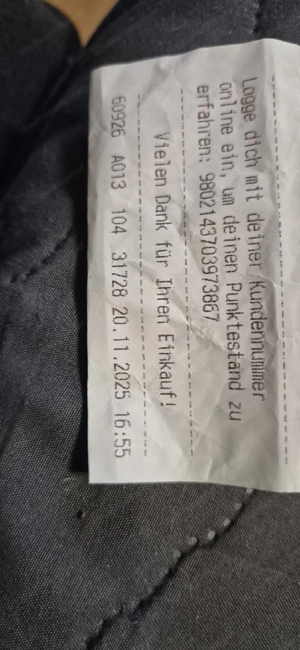 Logge dich mit deiner Kundennummer
online ein, um deinen Punktestand zu
erfahren: 9802143703973867
Vielen Dank für Ihren Einkauf!
60926 A013 104 31728 20.11.2025 16:55